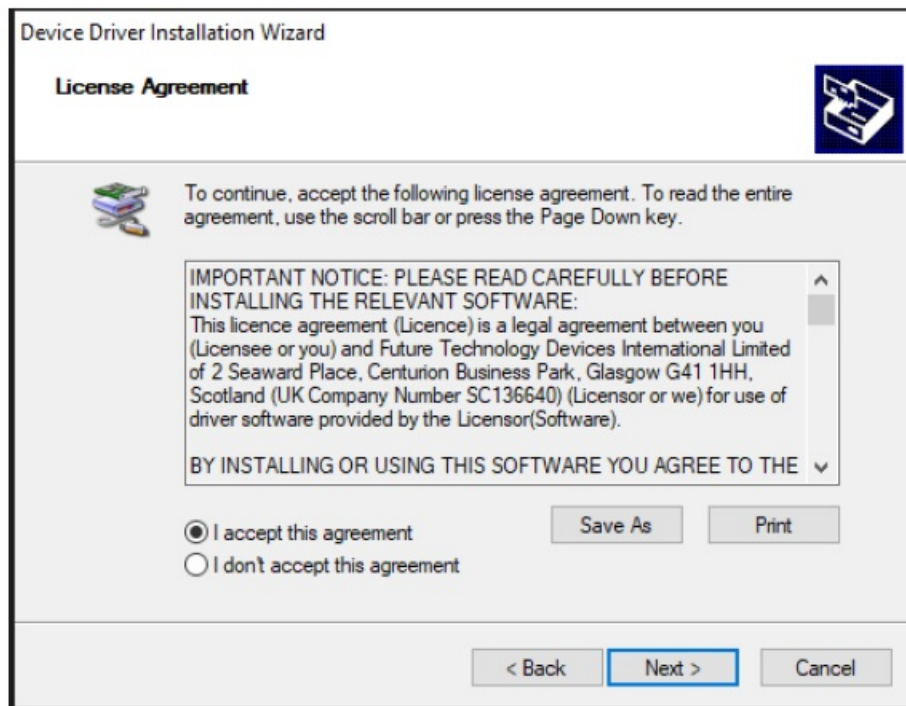 Device Driver Installation Wizard
License Agreement
To continue, accept the following license agreement. To read the entire
agreement, use the scroll bar or press the Page Down key.
IMPORTANT NOTICE: PLEASE READ CAREFULLY BEFORE
INSTALLING THE RELEVANT SOFTWARE:
This licence agreement (Licence) is a legal agreement between you
(Licensee or you) and Future Technology Devices International Limited
of 2 Seaward Place, Centurion Business Park, Glasgow G41 1HH,
Scotland (UK Company Number SC136640) (Licensor or we) for use of
driver software provided by the Licensor(Software).
BY INSTALLING OR USING THIS SOFTWARE YOU AGREE TO THE
I accept this agreement
Save As
Print
I don't accept this agreement
< Back
Next >
Cancel